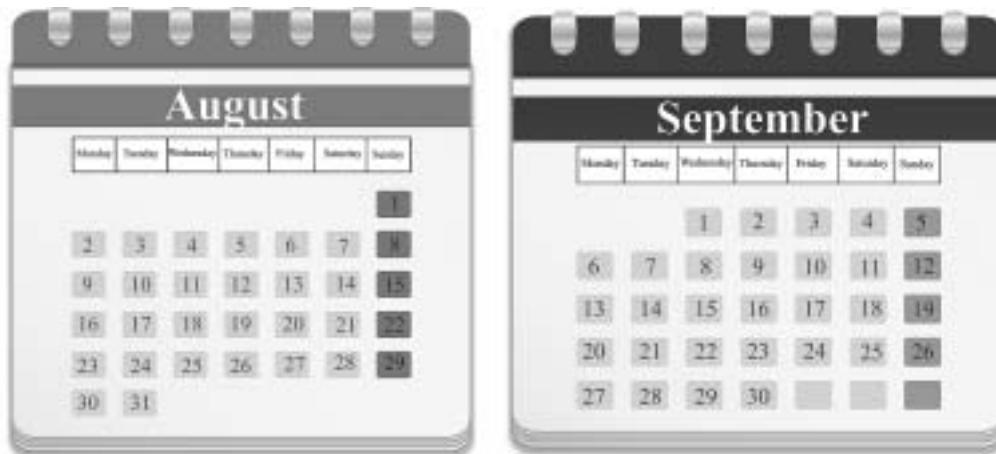 August
Monday Tuesday Wednesday Thursday Friday Saturday Sunday
1
2 3 4 5 6 7 8
9 10 11 12 13 14 15
16 17 18 19 20 21 22
23 24 25 26 27 28 29
30 31
September
Monday Tuesday Wednesday Thursday Friday Saturday Sunday
1 2 3 4 5
6 7 8 9 10 11 12
13 14 15 16 17 18 19
20 21 22 23 24 25 26
27 28 29 30